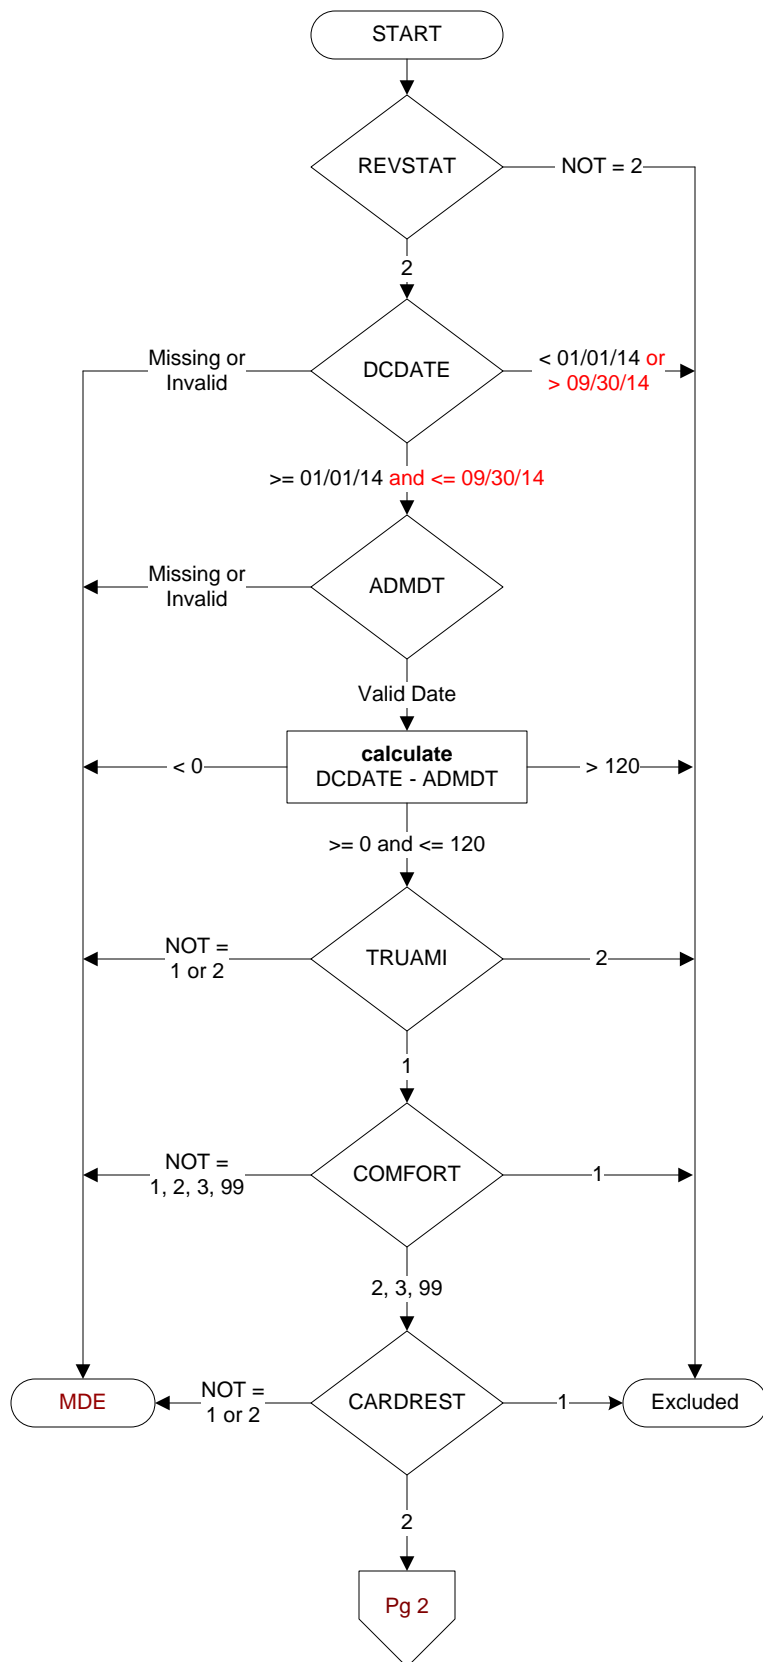 START
REVSTAT
NOT = 2
2
Missing or
Invalid
DCDATE
< 01/01/14 or
> 09/30/14
>= 01/01/14 and <= 09/30/14
Missing or
Invalid
ADMDT
Valid Date
< 0
calculate
DCDATE - ADMDT
> 120
>= 0 and <= 120
NOT =
1 or 2
TRUAMI
2
1
NOT =
1, 2, 3, 99
COMFORT
1
2, 3, 99
MDE
NOT =
1 or 2
CARDREST
1
Excluded
2
Pg 2